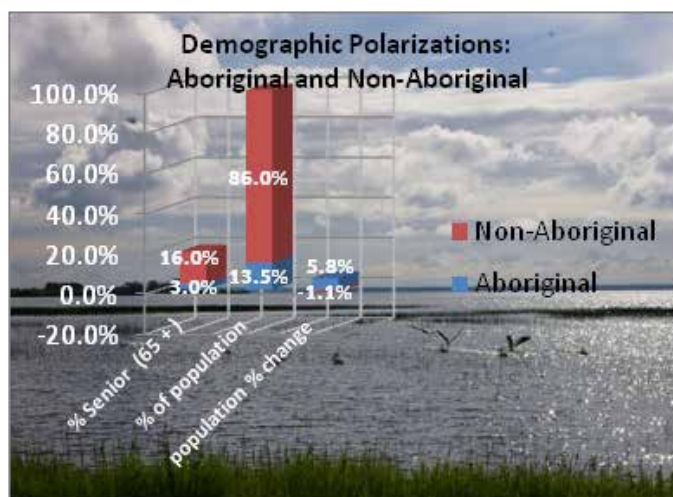 Demographic Polarizations:
Aboriginal and Non-Aboriginal
100.0%
80.0%
60.0%
40.0%
20.0%
0.0%
-20.0%
86.0%
16.0%
3.0%
13.5%
5.8%
-1.1%
% Senior (65 +)
% of population
population % change
Non-Aboriginal
Aboriginal